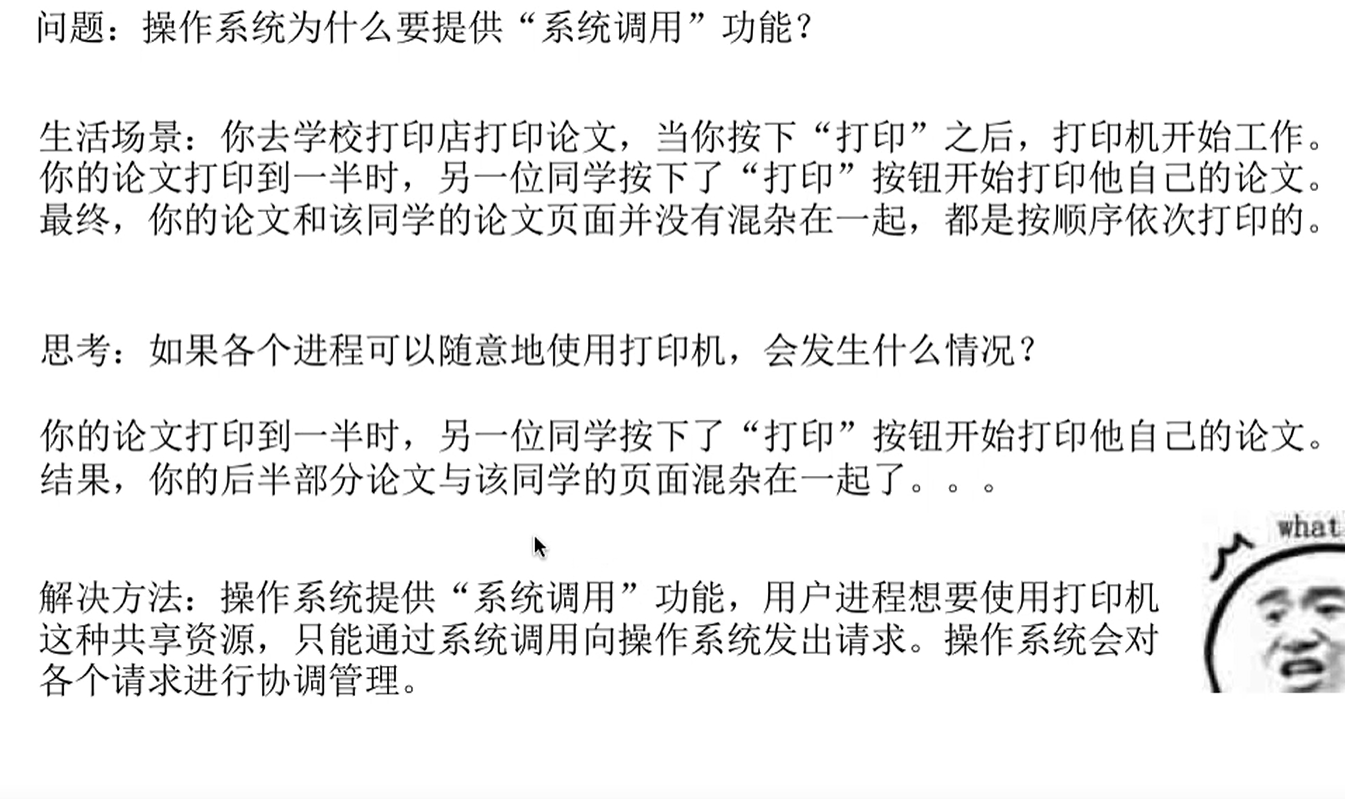 问题：操作系统为什么要提供“系统调用”功能？
生活场景：你去学校打印店打印论文，当你按下“打印”之后，打印机开始工作。
你的论文打印到一半时，另一位同学按下了“打印”按钮开始打印他自己的论文。
最终，你的论文和该同学的论文页面并没有混杂在一起，都是按顺序依次打印的。
思考：如果各个进程可以随意地使用打印机，会发生什么情况？
你的论文打印到一半时，另一位同学按下了“打印”按钮开始打印他自己的论文。
结果，你的后半部分论文与该同学的页面混杂在一起了。。。
what
解决方法：操作系统提供“系统调用”功能，用户进程想要使用打印机
这种共享资源，只能通过系统调用向操作系统发出请求。操作系统会对
各个请求进行协调管理。